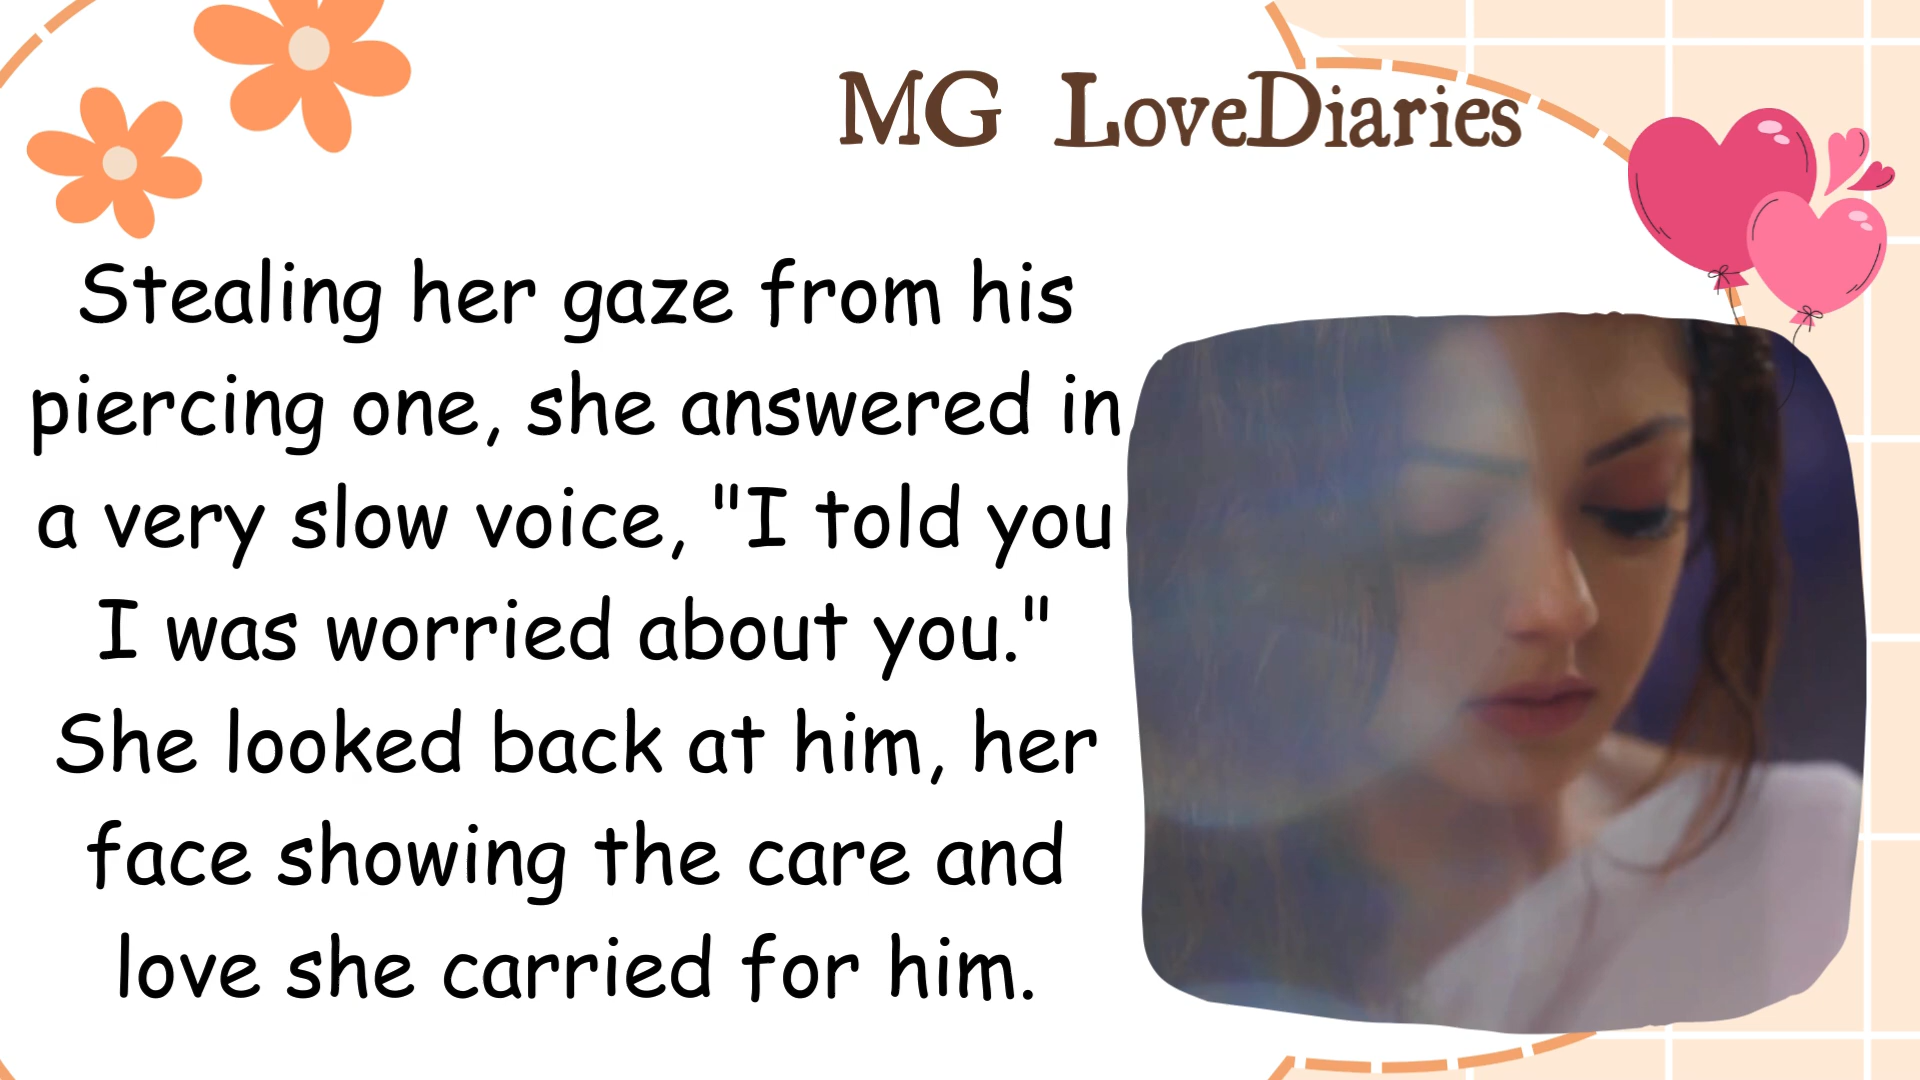 MG LoveDiaries
Stealing her gaze from his
piercing one, she answered in
a very slow voice, "I told you
I was worried about you."
She looked back at him, her
face showing the care and
love she carried for him.